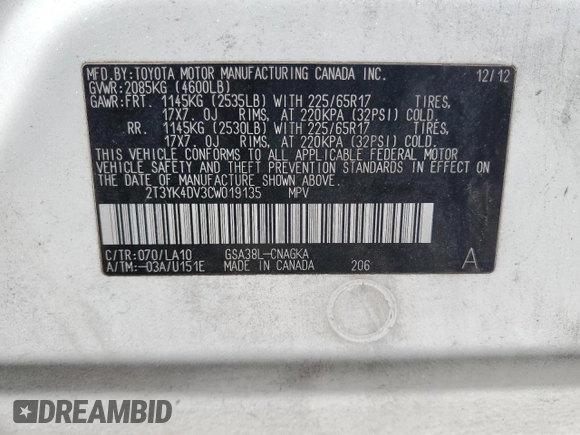 MFD.BY:TOYOTA MOTOR MANUFACTURING CANADA INC. 12/12
GVWR:2085KG (4600LB)
GAWR:FRT. 1145KG (2535LB) WITH 225/65R17 TIRES,
17X7.0J RIMS, AT 220KPA (32PSI) COLD.
RR. 1145KG (2530LB) WITH 225/65R17 TIRES,
17X7.0J RIMS, AT 220KPA (32PSI) COLD.
THIS VEHICLE CONFORMS TO ALL APPLICABLE FEDERAL MOTOR
VEHICLE SAFETY AND THEFT PREVENTION STANDARDS IN EFFECT ON
THE DATE OF MANUFACTURE SHOWN ABOVE.
2T3YK4DV3CW019135 MPV
C/TR:070/LA10 GSA38L-CNAGKA
A/TM:-03A/U151E MADE IN CANADA 206 A
DREAMBID